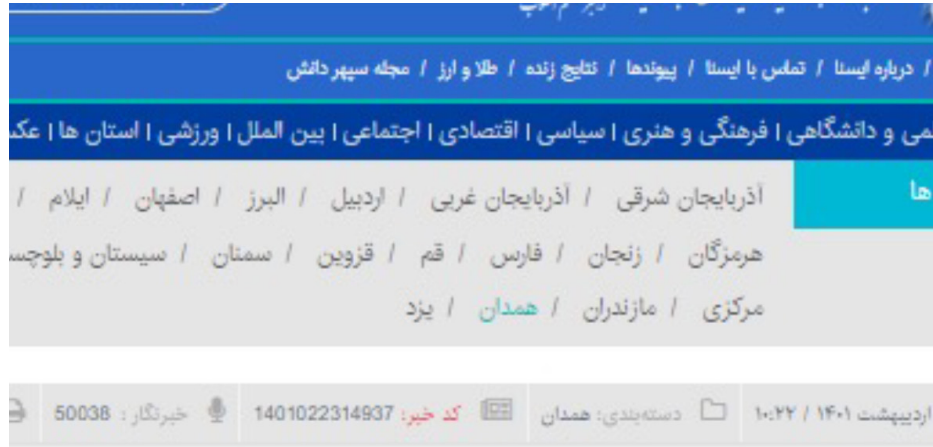 / درباره ایسنا / تماس با ایسنا / پیوندها / نتایج زنده / طلا و ارز / مجله سپهر دانش
و دانشگاهی | فرهنگی و هنری | سیاسی | اقتصادی | اجتماعی | بین الملل | ورزشی | استان ها |
ها
آذربایجان شرقی / آذربایجان غربی / اردبیل / البرز / اصفهان / ایلام /
هرمزگان / زنجان / فارس / قم / قزوین / سمنان / سیستان و
مرکزی / مازندران / همدان / یزد
اردیبهشت ۱۴۰۱ / ۱۰:۲۲ دسته‌بندی: همدان کد خبر: 1401022314937 خبرنگار : 50038